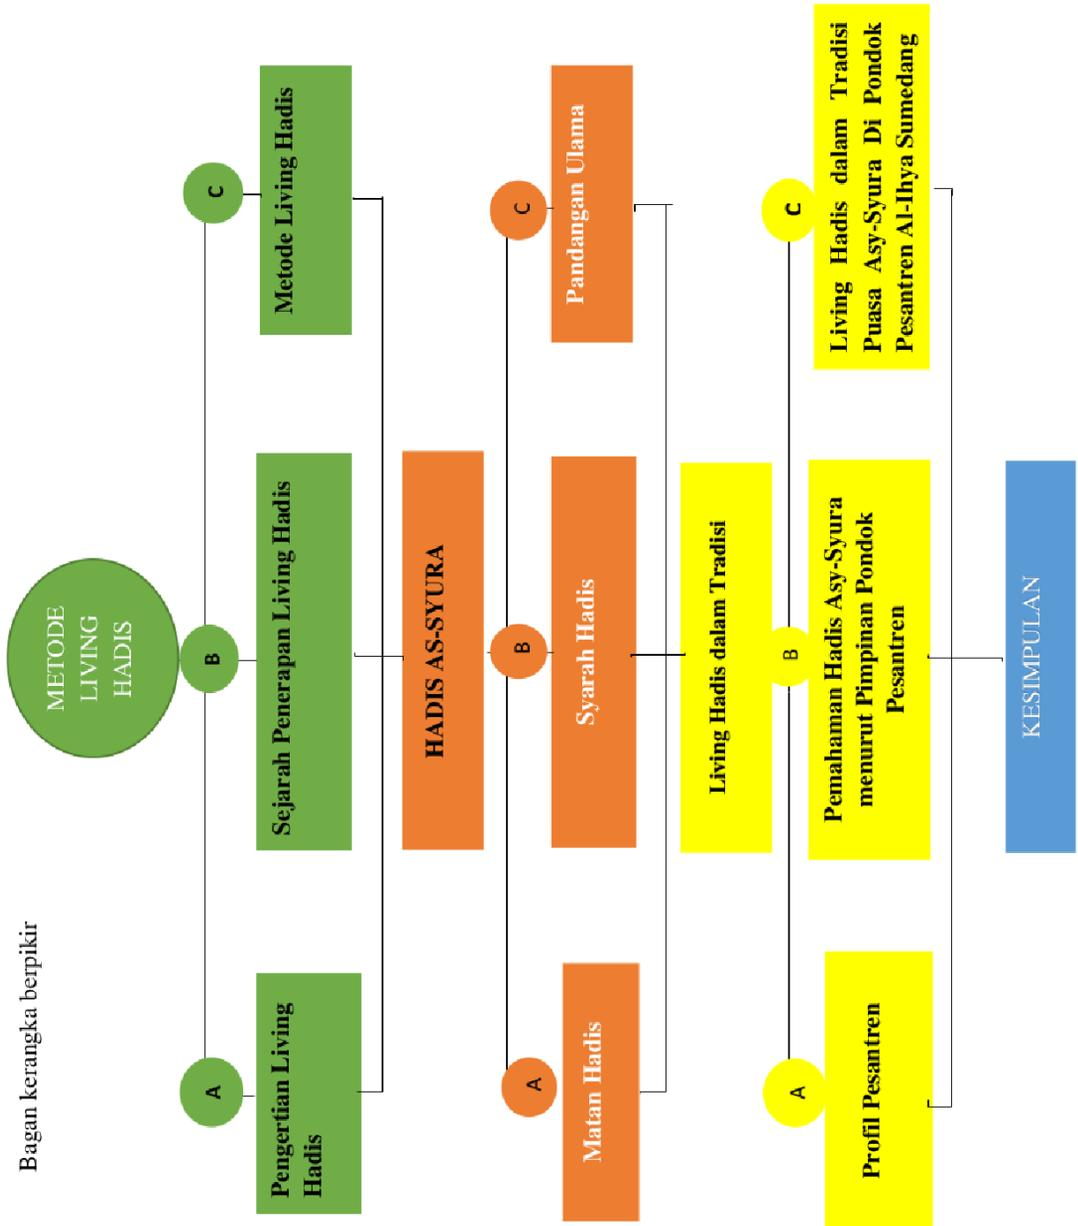 Bagan kerangka berpikir
METODE
LIVING
HADIS
A
B
C
Pengertian Living
Hadis
Sejarah Penerapan Living Hadis
Metode Living Hadis
HADIS AS-SYURA
A
B
C
Matan Hadis
Syarah Hadis
Pandangan Ulama
Living Hadis dalam Tradisi
A
B
C
Profil Pesantren
Pemahaman Hadis Asy-Syura
menurut Pimpinan Pondok
Pesantren
Living Hadis dalam Tradisi
Puasa Asy-Syura Di Pondok
Pesantren Al-Ihya Sumedang
KESIMPULAN